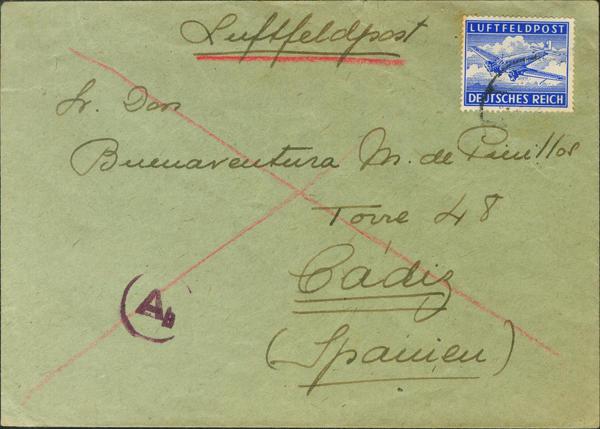 Luftfeldpost
LUFTFELDPOST
DEUTSCHES REICH
Sr. Don
Buenaventura M. de Pinillos
Torre 48
Cádiz
(Spanien)
Ab